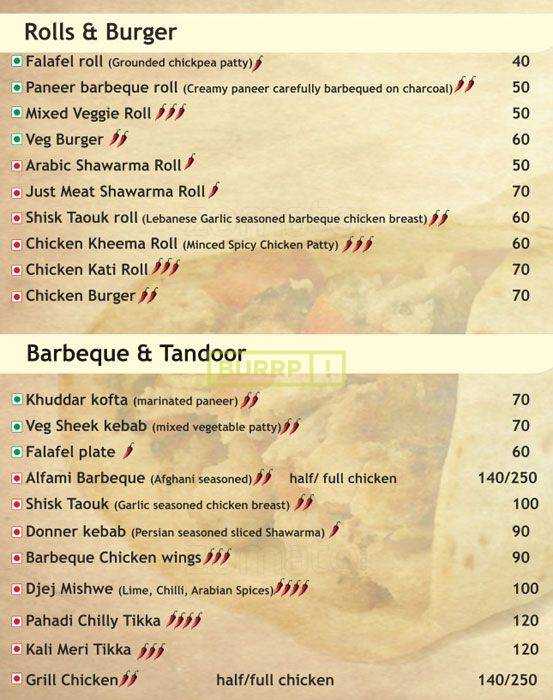 Rolls & Burger
Falafel roll (Grounded chickpea patty) 40
Paneer barbeque roll (Creamy paneer carefully barbequed on charcoal) 50
Mixed Veggie Roll 50
Veg Burger 60
Arabic Shawarma Roll 50
Just Meat Shawarma Roll 70
Shisk Taouk roll (Lebanese Garlic seasoned barbeque chicken breast) 60
Chicken Kheema Roll (Minced Spicy Chicken Patty) 60
Chicken Kati Roll 70
Chicken Burger 70
Barbeque & Tandoor
BURRP !
Khuddar kofta (marinated paneer) 70
Veg Sheek kebab (mixed vegetable patty) 70
Falafel plate 60
Alfami Barbeque (Afghani seasoned) half/ full chicken 140/250
Shisk Taouk (Garlic seasoned chicken breast) 100
Donner kebab (Persian seasoned sliced Shawarma) 90
Barbeque Chicken wings 90
Djej Mishwe (Lime, Chilli, Arabian Spices) 100
Pahadi Chilly Tikka 120
Kali Meri Tikka 120
Grill Chicken half/full chicken 140/250